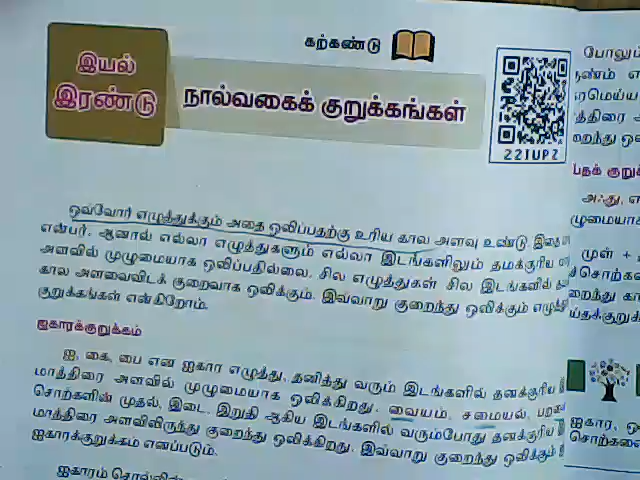 கற்கண்டு
இயல்
இரண்டு
நால்வகைக் குறுக்கங்கள்
22IUPZ
ஒவ்வோர் எழுத்துக்கும் அதை ஒலிப்பதற்கு உரிய கால அளவு உண்டு. இதை
என்பர். ஆனால் எல்லா எழுத்துகளும் எல்லா இடங்களிலும் தமக்குரிய
அளவில் முழுமையாக ஒலிப்பதில்லை. சில எழுத்துகள் சில இடங்களில்
கால அளவைவிடக் குறைவாக ஒலிக்கும். இவ்வாறு குறைந்து ஒலிக்கும்
குறுக்கங்கள் என்கிறோம்.
ஐகாரக்குறுக்கம்
ஐ, கை, பை என ஐகார எழுத்து, தனித்து வரும் இடங்களில் தனக்குரிய
மாத்திரை அளவில் முழுமையாக ஒலிக்கிறது. வையம், சமையல்,
சொற்களின் முதல், இடை, இறுதி ஆகிய இடங்களில் வரும்போது தனக்குரிய
மாத்திரை அளவிலிருந்து குறைந்து ஒலிக்கிறது. இவ்வாறு குறைந்து ஒலிக்கும்
ஐகாரக்குறுக்கம் எனப்படும்.
ஐகாரம்
போலும்
முள் +
ஐகார,